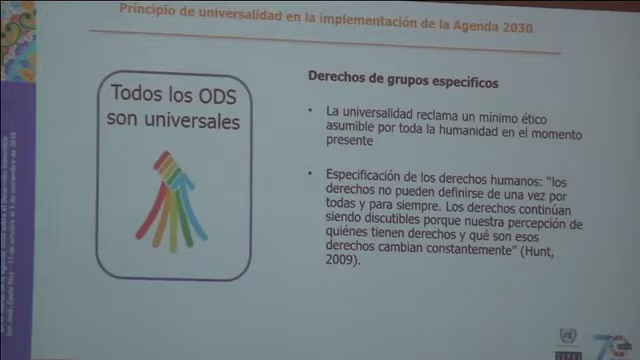 Principio de universalidad en la implementación de la Agenda 2030
Todos los ODS
son universales
Derechos de grupos específicos
• La universalidad reclama un mínimo ético
asumible por toda la humanidad en el momento
presente
• Especificación de los derechos humanos: “los
derechos no pueden definirse de una vez por
todas y para siempre. Los derechos continúan
siendo discutibles porque nuestra percepción de
quiénes tienen derechos y qué son esos
derechos cambian constantemente” (Hunt,
2009).